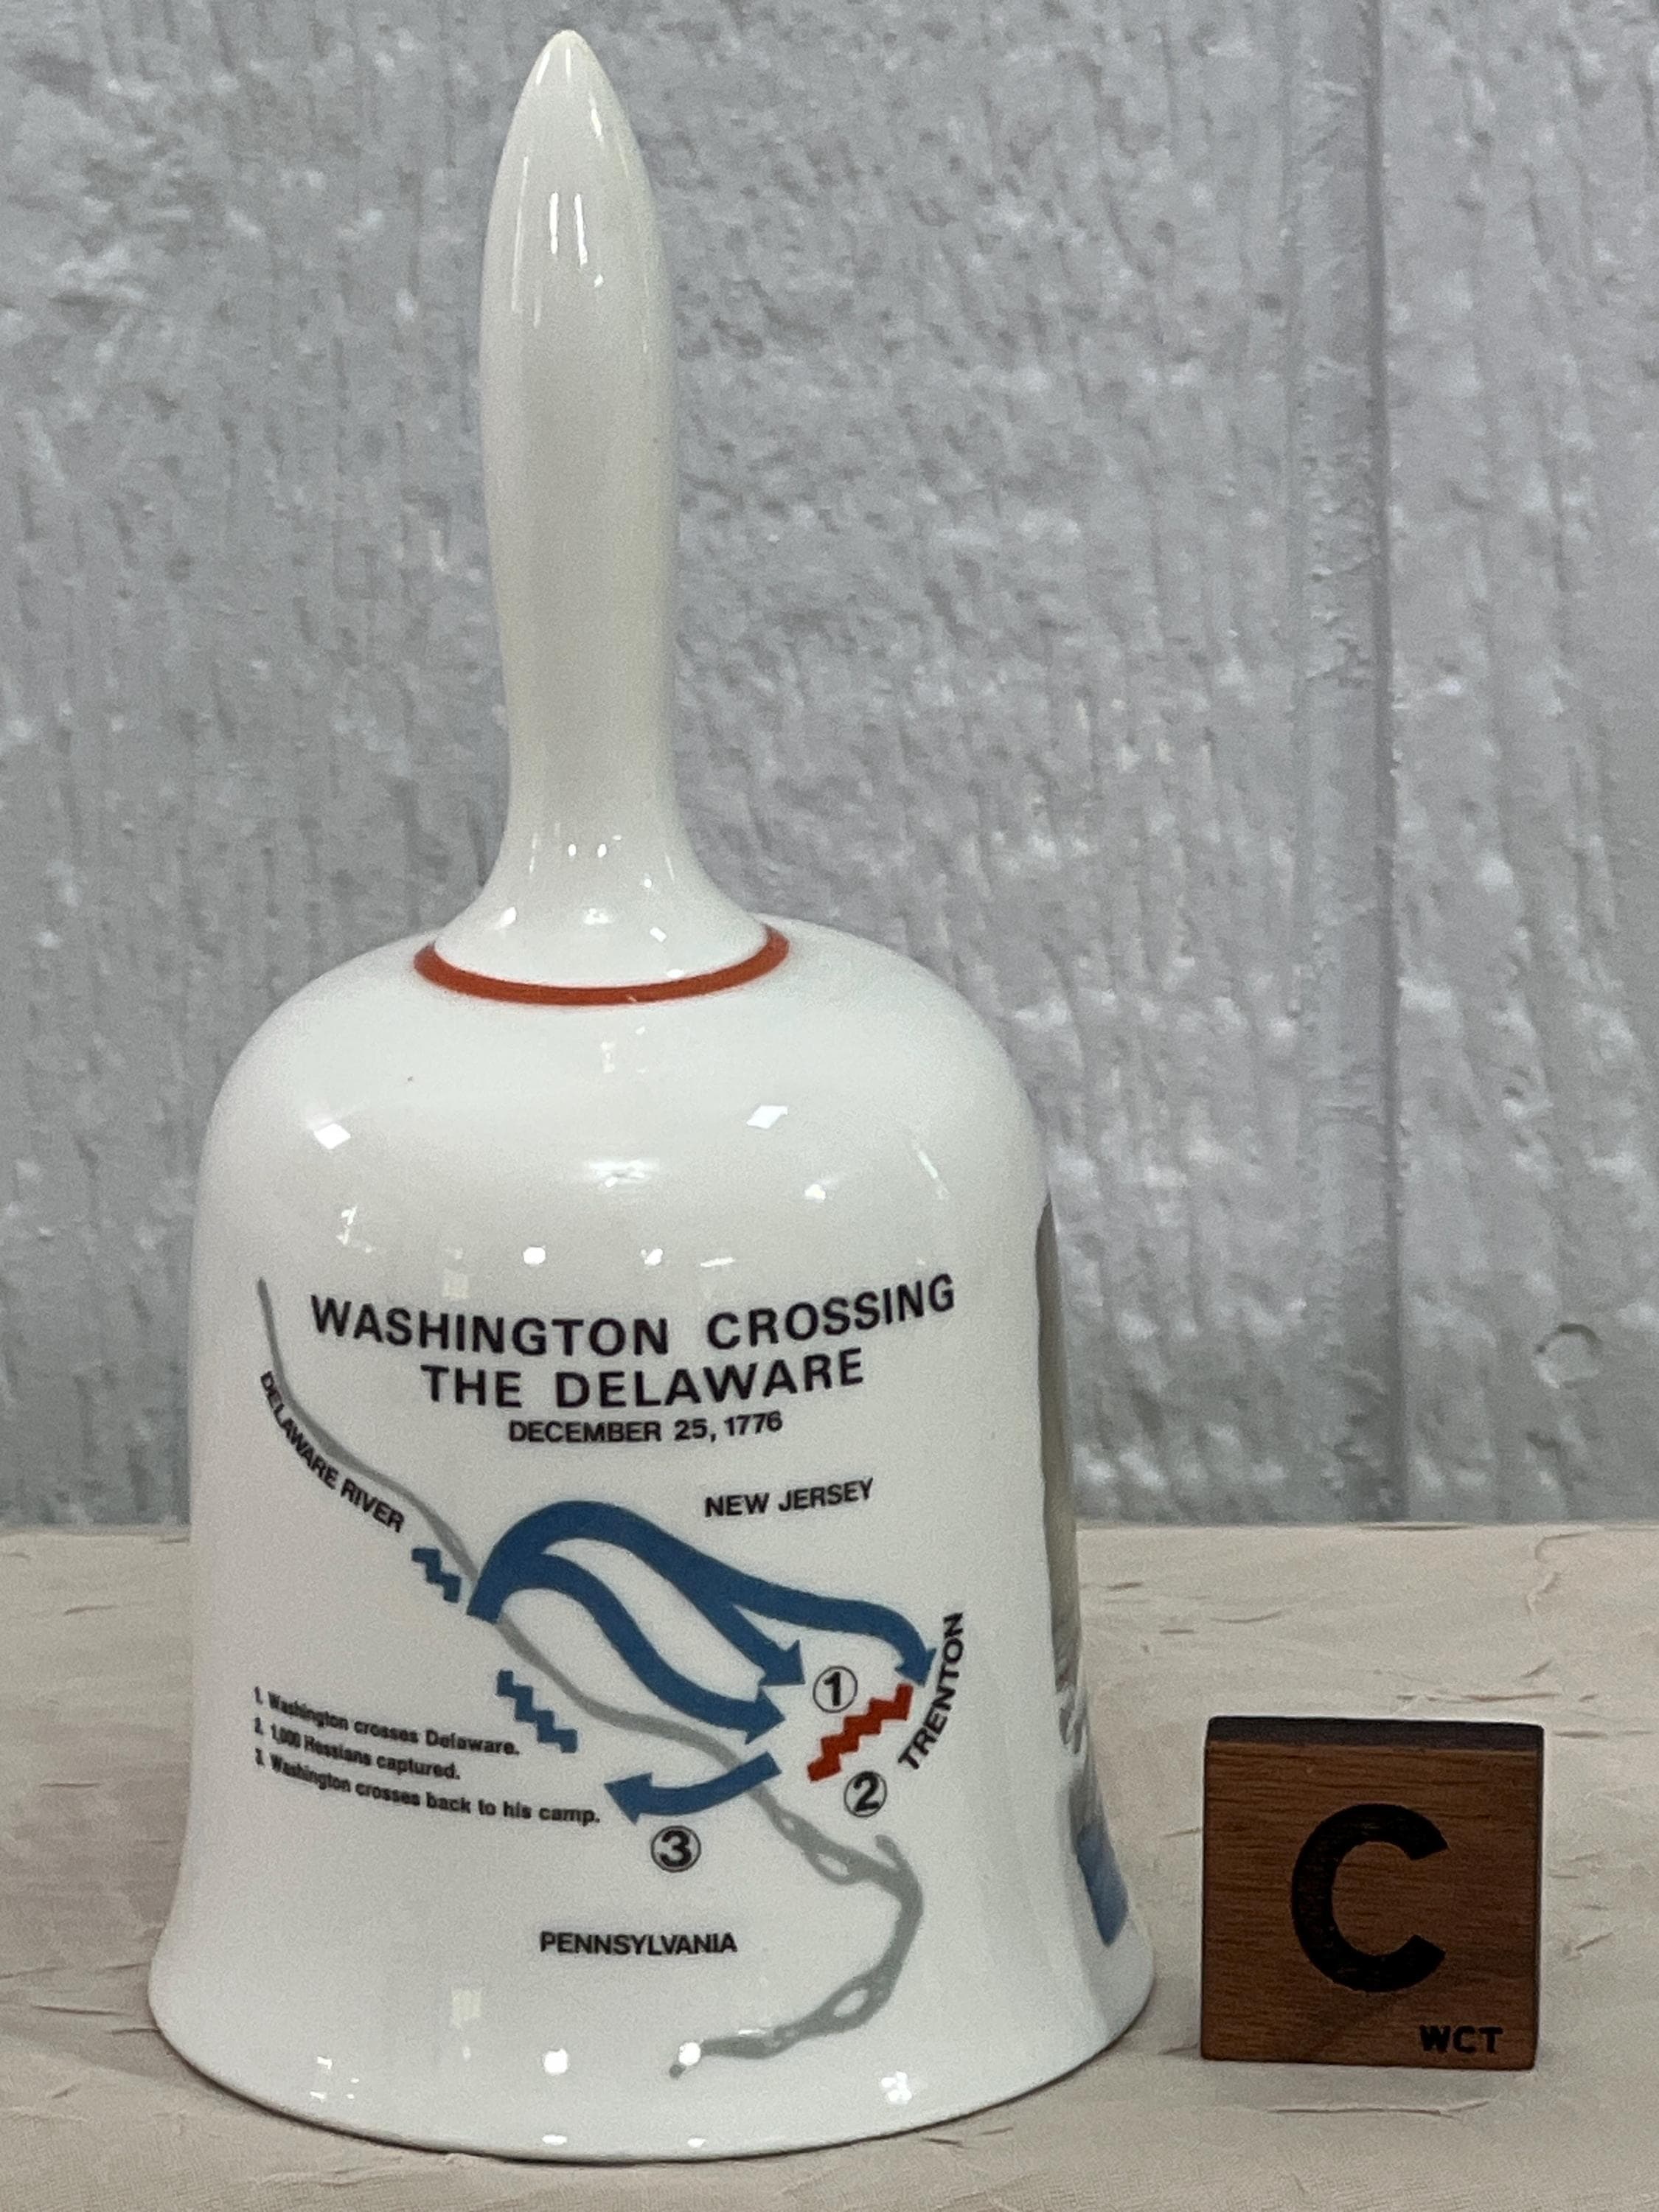 WASHINGTON CROSSING
THE DELAWARE
DECEMBER 25, 1776
DELAWARE RIVER
NEW JERSEY
TRENTON
1
2
3
1. Washington crosses Delaware.
2. 1,000 Hessians captured.
3. Washington crosses back to his camp.
PENNSYLVANIA
C
WCT